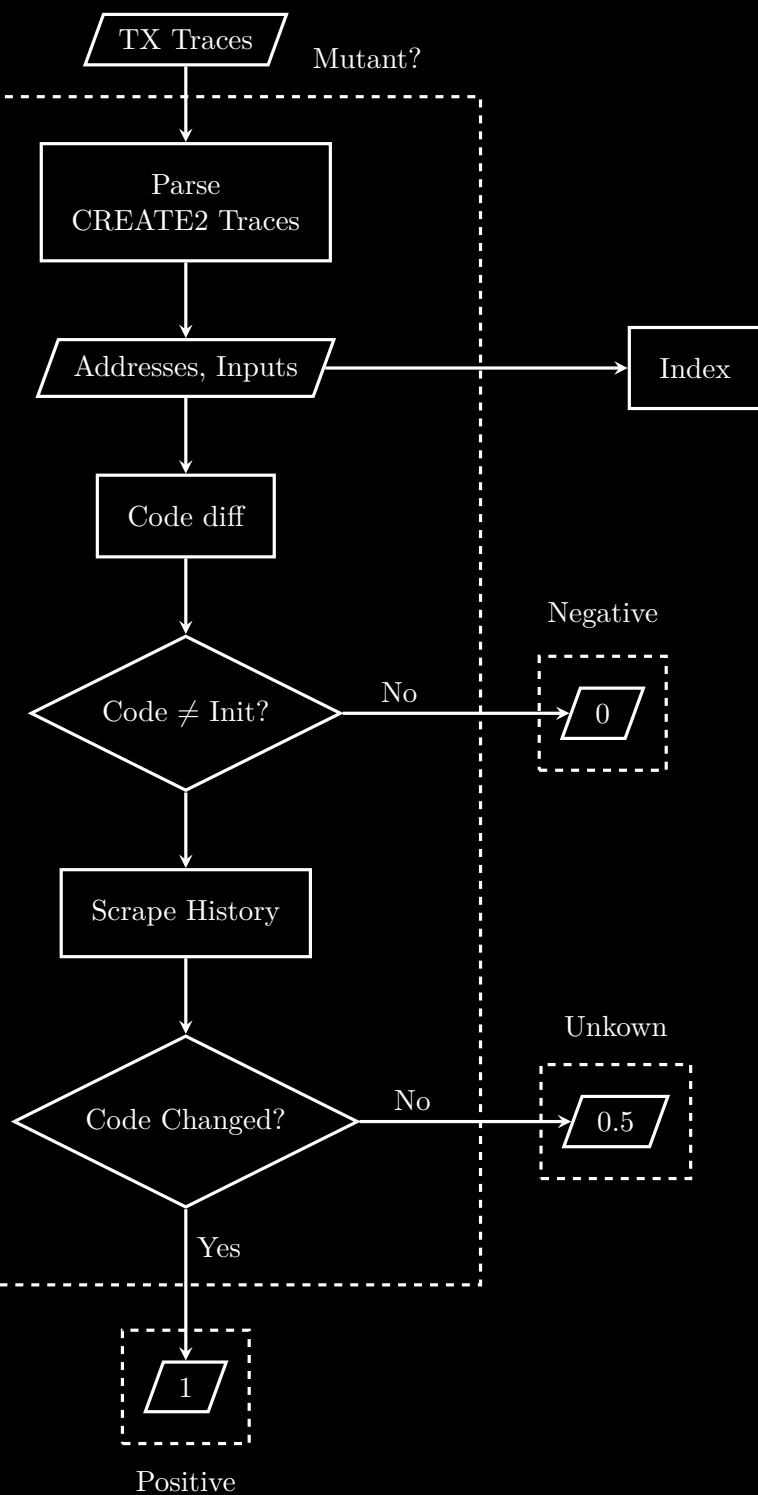 TX Traces
Mutant?
Parse
CREATE2 Traces
Addresses, Inputs
Index
Code diff
Negative
Code ≠ Init?
No
0
Scrape History
Unkown
Code Changed?
No
0.5
Yes
1
Positive